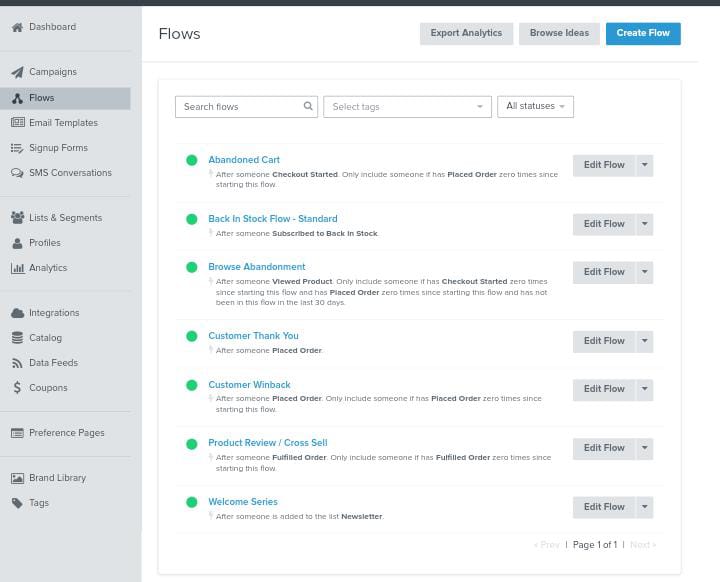 Dashboard
Campaigns
Flows
Email Templates
Signup Forms
SMS Conversations
Lists & Segments
Profiles
Analytics
Integrations
Catalog
Data Feeds
Coupons
Preference Pages
Brand Library
Tags
Flows
Export Analytics
Browse Ideas
Create Flow
Search flows
Select tags
All statuses
Abandoned Cart
After someone Checkout Started. Only include someone if has Placed Order zero times since
starting this flow.
Edit Flow
Back In Stock Flow - Standard
After someone Subscribed to Back in Stock.
Edit Flow
Browse Abandonment
After someone Viewed Product. Only include someone if has Checkout Started zero times
since starting this flow and has Placed Order zero times since starting this flow and has not
been in this flow in the last 30 days.
Edit Flow
Customer Thank You
After someone Placed Order.
Edit Flow
Customer Winback
After someone Placed Order. Only include someone if has Placed Order zero times since
starting this flow.
Edit Flow
Product Review / Cross Sell
After someone Fulfilled Order. Only include someone if has Fulfilled Order zero times since
starting this flow.
Edit Flow
Welcome Series
After someone is added to the list Newsletter.
Edit Flow
< Prev | Page 1 of 1 | Next >